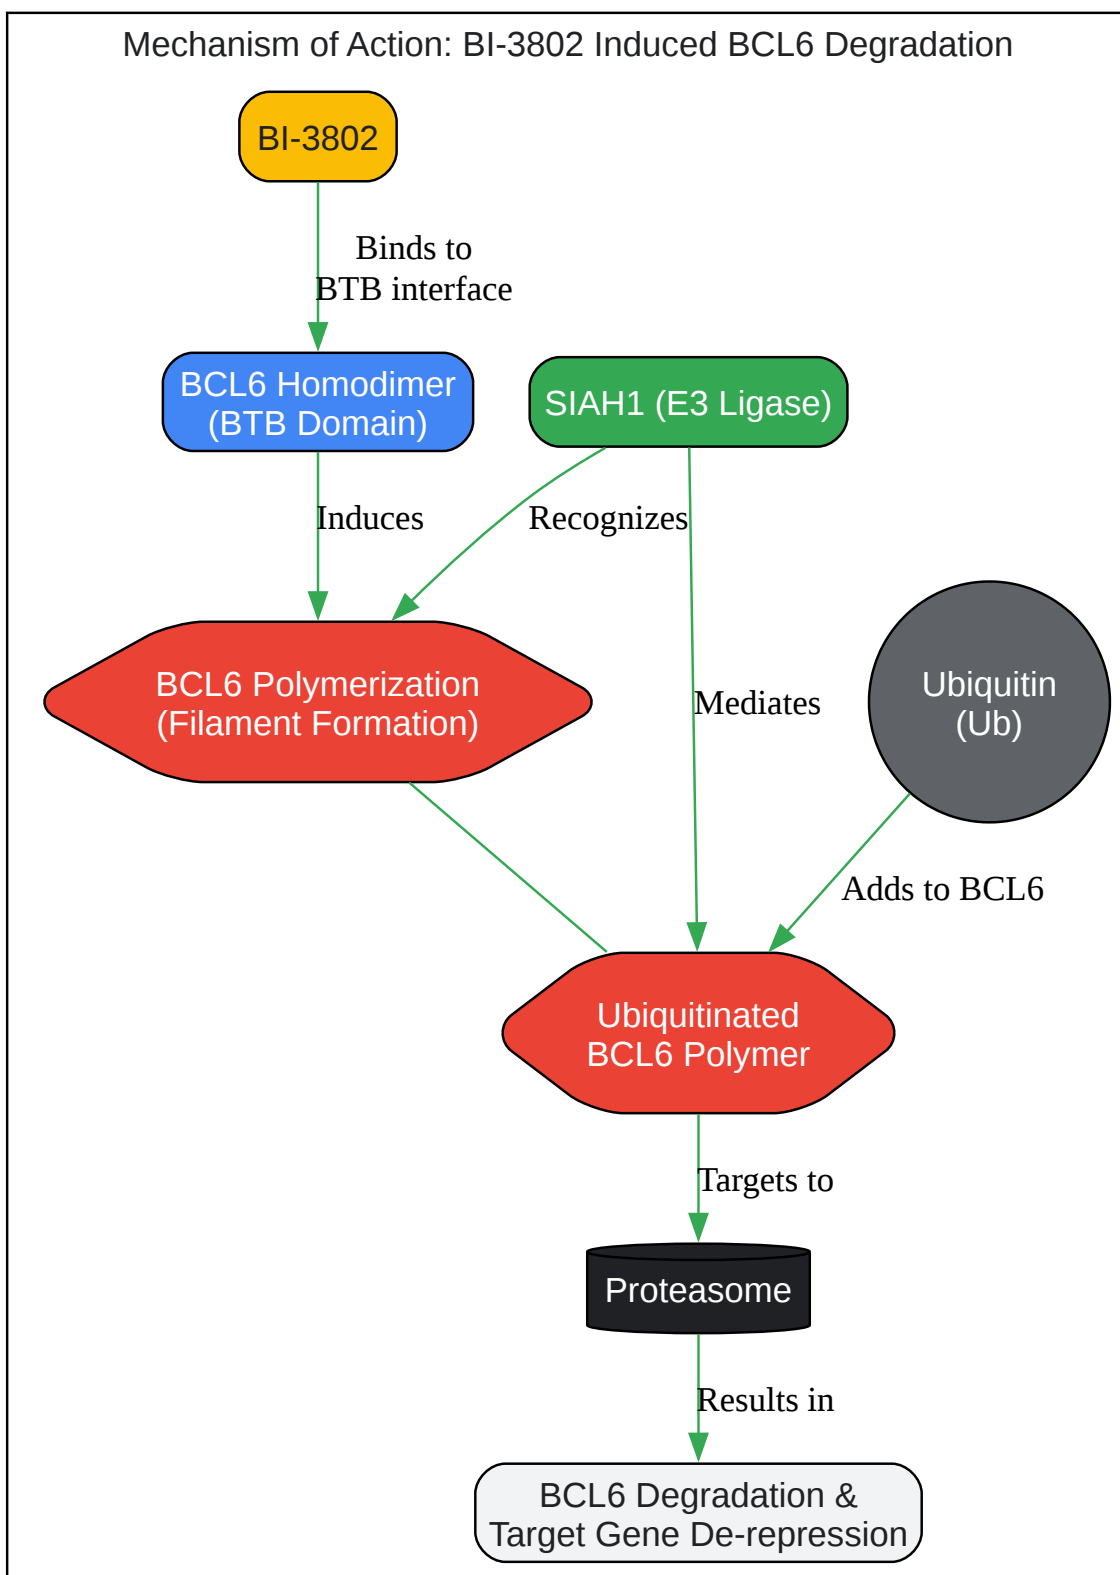 Mechanism of Action: BI-3802 Induced BCL6 Degradation
BI-3802
Binds to
BTB interface
BCL6 Homodimer
(BTB Domain)
SIAH1 (E3 Ligase)
Induces
Recognizes
BCL6 Polymerization
(Filament Formation)
Mediates
Ubiquitin
(Ub)
Adds to BCL6
Ubiquitinated
BCL6 Polymer
Targets to
Proteasome
Results in
BCL6 Degradation &
Target Gene De-repression